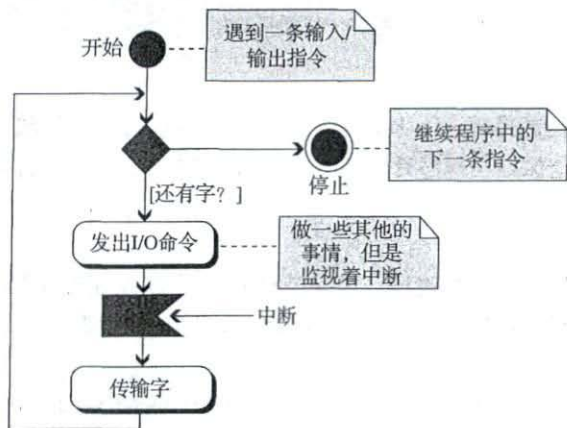 开始
遇到一条输入/
输出指令
继续程序中的
下一条指令
停止
[还有字？]
发出I/O命令
做一些其他的
事情，但是
监视着中断
中断
传输字